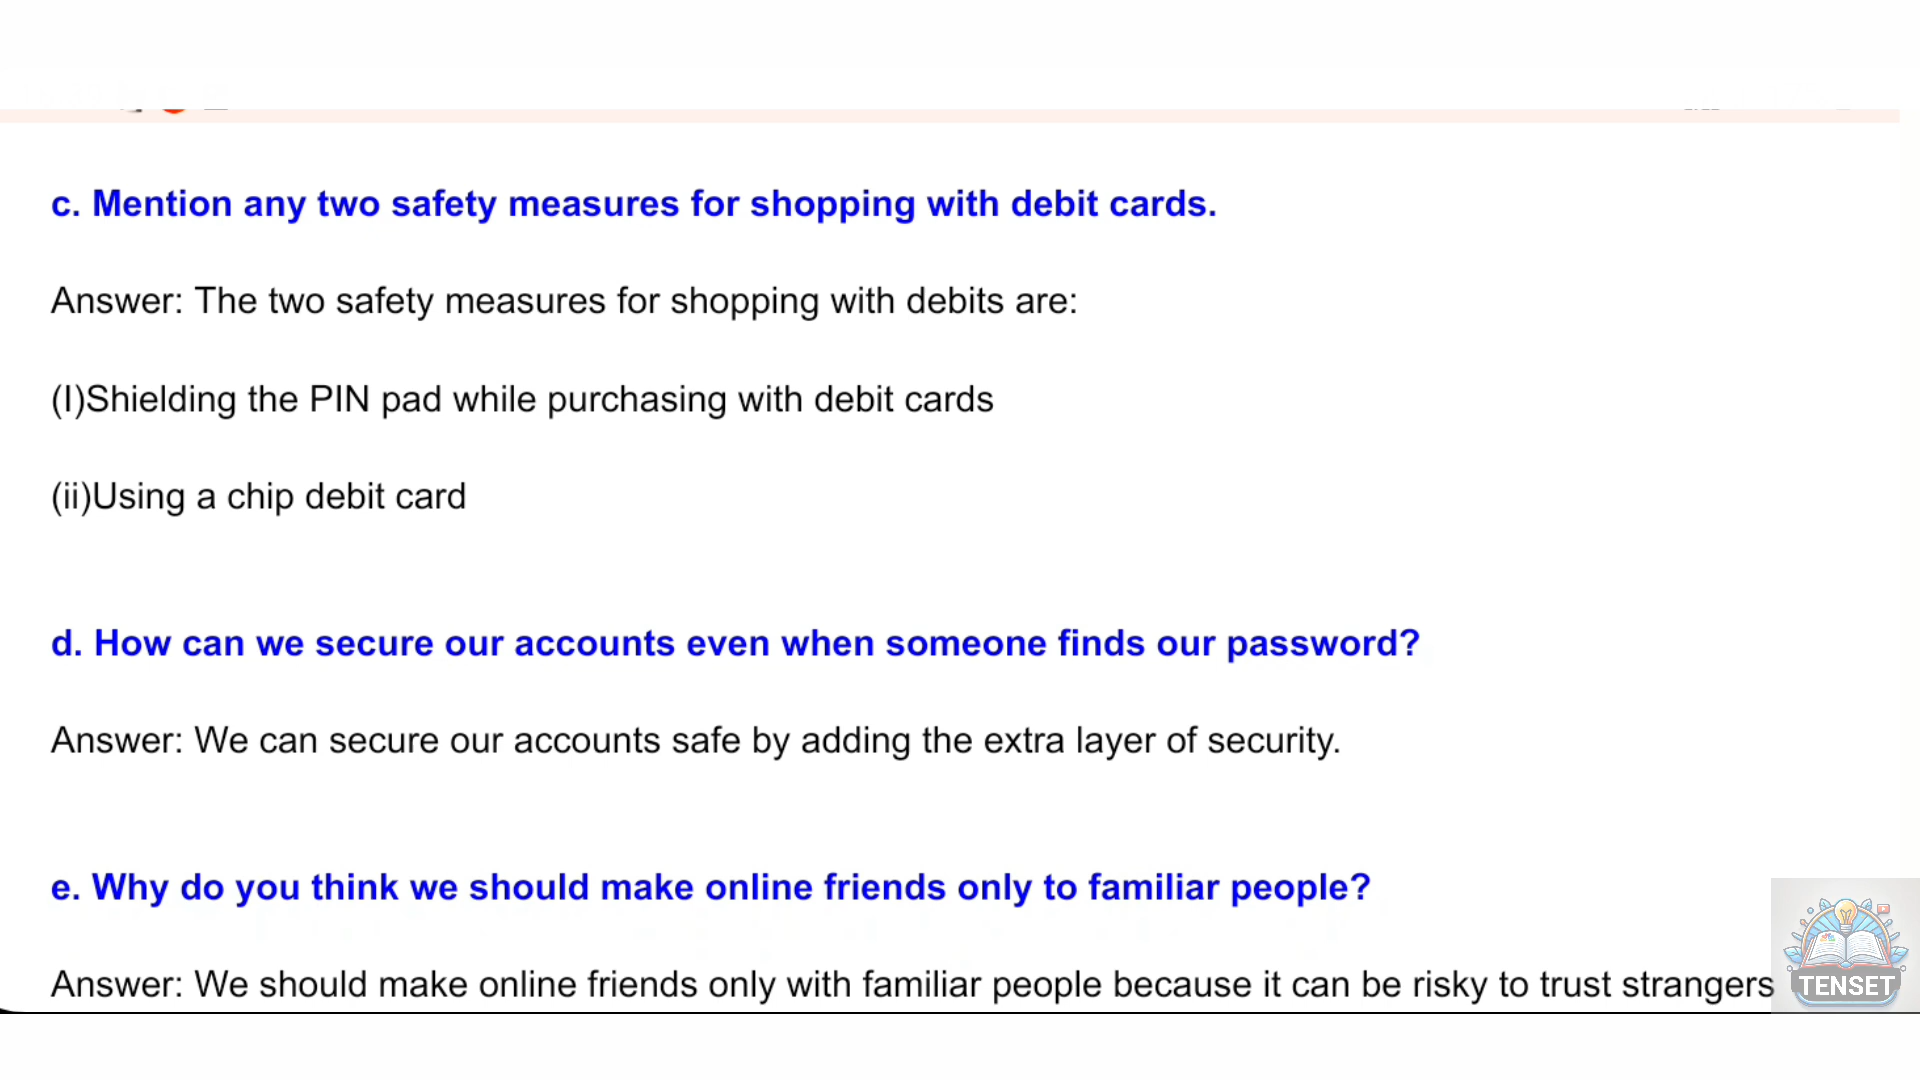 c. Mention any two safety measures for shopping with debit cards.
Answer: The two safety measures for shopping with debits are:
(I)Shielding the PIN pad while purchasing with debit cards
(ii)Using a chip debit card
d. How can we secure our accounts even when someone finds our password?
Answer: We can secure our accounts safe by adding the extra layer of security.
e. Why do you think we should make online friends only to familiar people?
Answer: We should make online friends only with familiar people because it can be risky to trust strangers
TENSET